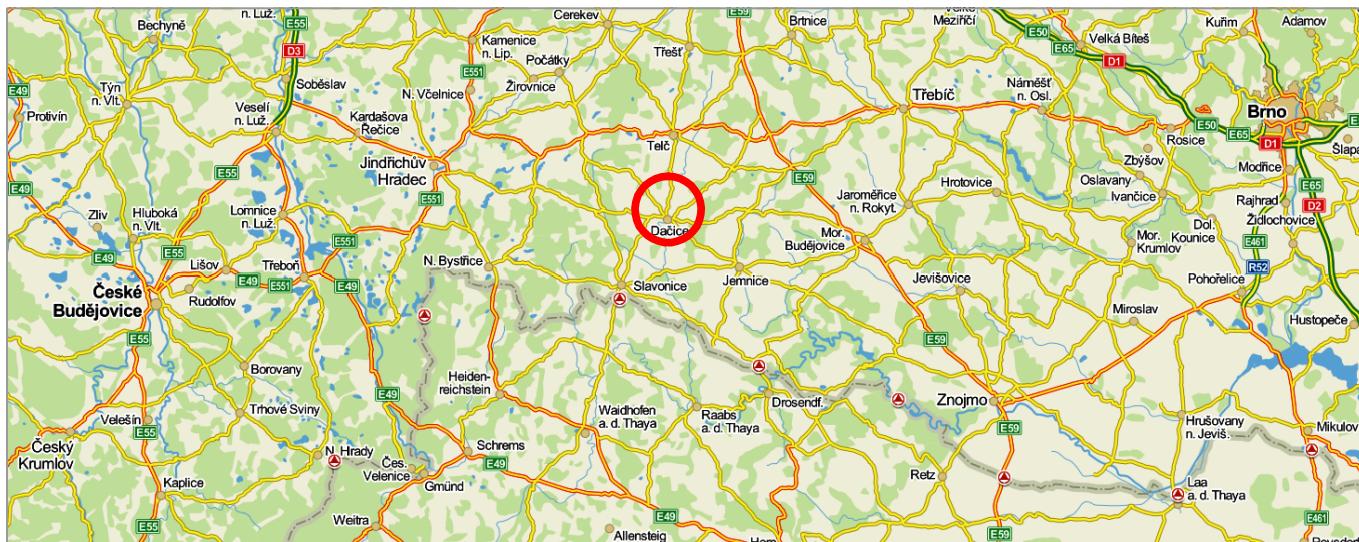 n. Luž.
E55
Bechyně
Cerekev
E59
Brtnice
Velké
Meziříčí
E50
E65
Velká Bíteš
Kuřim
Adamov
D3
Kamenice
n. Lip.
Třešť
D1
Počátky
Žirovnice
E551
Soběslav
E49
Týn
n. Vlt.
N. Včelnice
Náměšť
n. Osl.
Třebíč
Protivín
Veselí
n. Luž.
Kardašova
Řečice
Brno
E50
E65
Telč
Rosice
D1
Jindřichův
Hradec
Zbýšov
Modřice
E55
E59
Oslavany
Ivančice
E65
E49
E551
Jaroměřice
n. Rokyt.
Hrotovice
Rajhrad
D2
Zliv
Hluboká
n. Vlt.
Lomnice
n. Luž.
Židlochovice
Dačice
Dol.
Kounice
E551
Mor.
Budějovice
Mor.
Krumlov
E461
E49
E55
Lišov
Třeboň
N. Bystřice
R52
E49
E551
E49
Slavonice
Jemnice
Jevišovice
Pohořelice
České
Budějovice
Rudolfov
Miroslav
Hustopeče
E55
E59
Borovany
Heiden-
reichstein
E49
Drosendf.
Znojmo
Trhové Sviny
Waidhofen
a. d. Thaya
Raabs
a. d. Thaya
Velešín
E55
E59
Hrušovany
n. Jeviš.
Mikulov
Český
Krumlov
N. Hrady
Schrems
Čes.
Velenice
E49
Retz
Kaplice
Gmünd
Laa
a. d. Thaya
Weitra
E49
E55
E59
E461
Allensteig